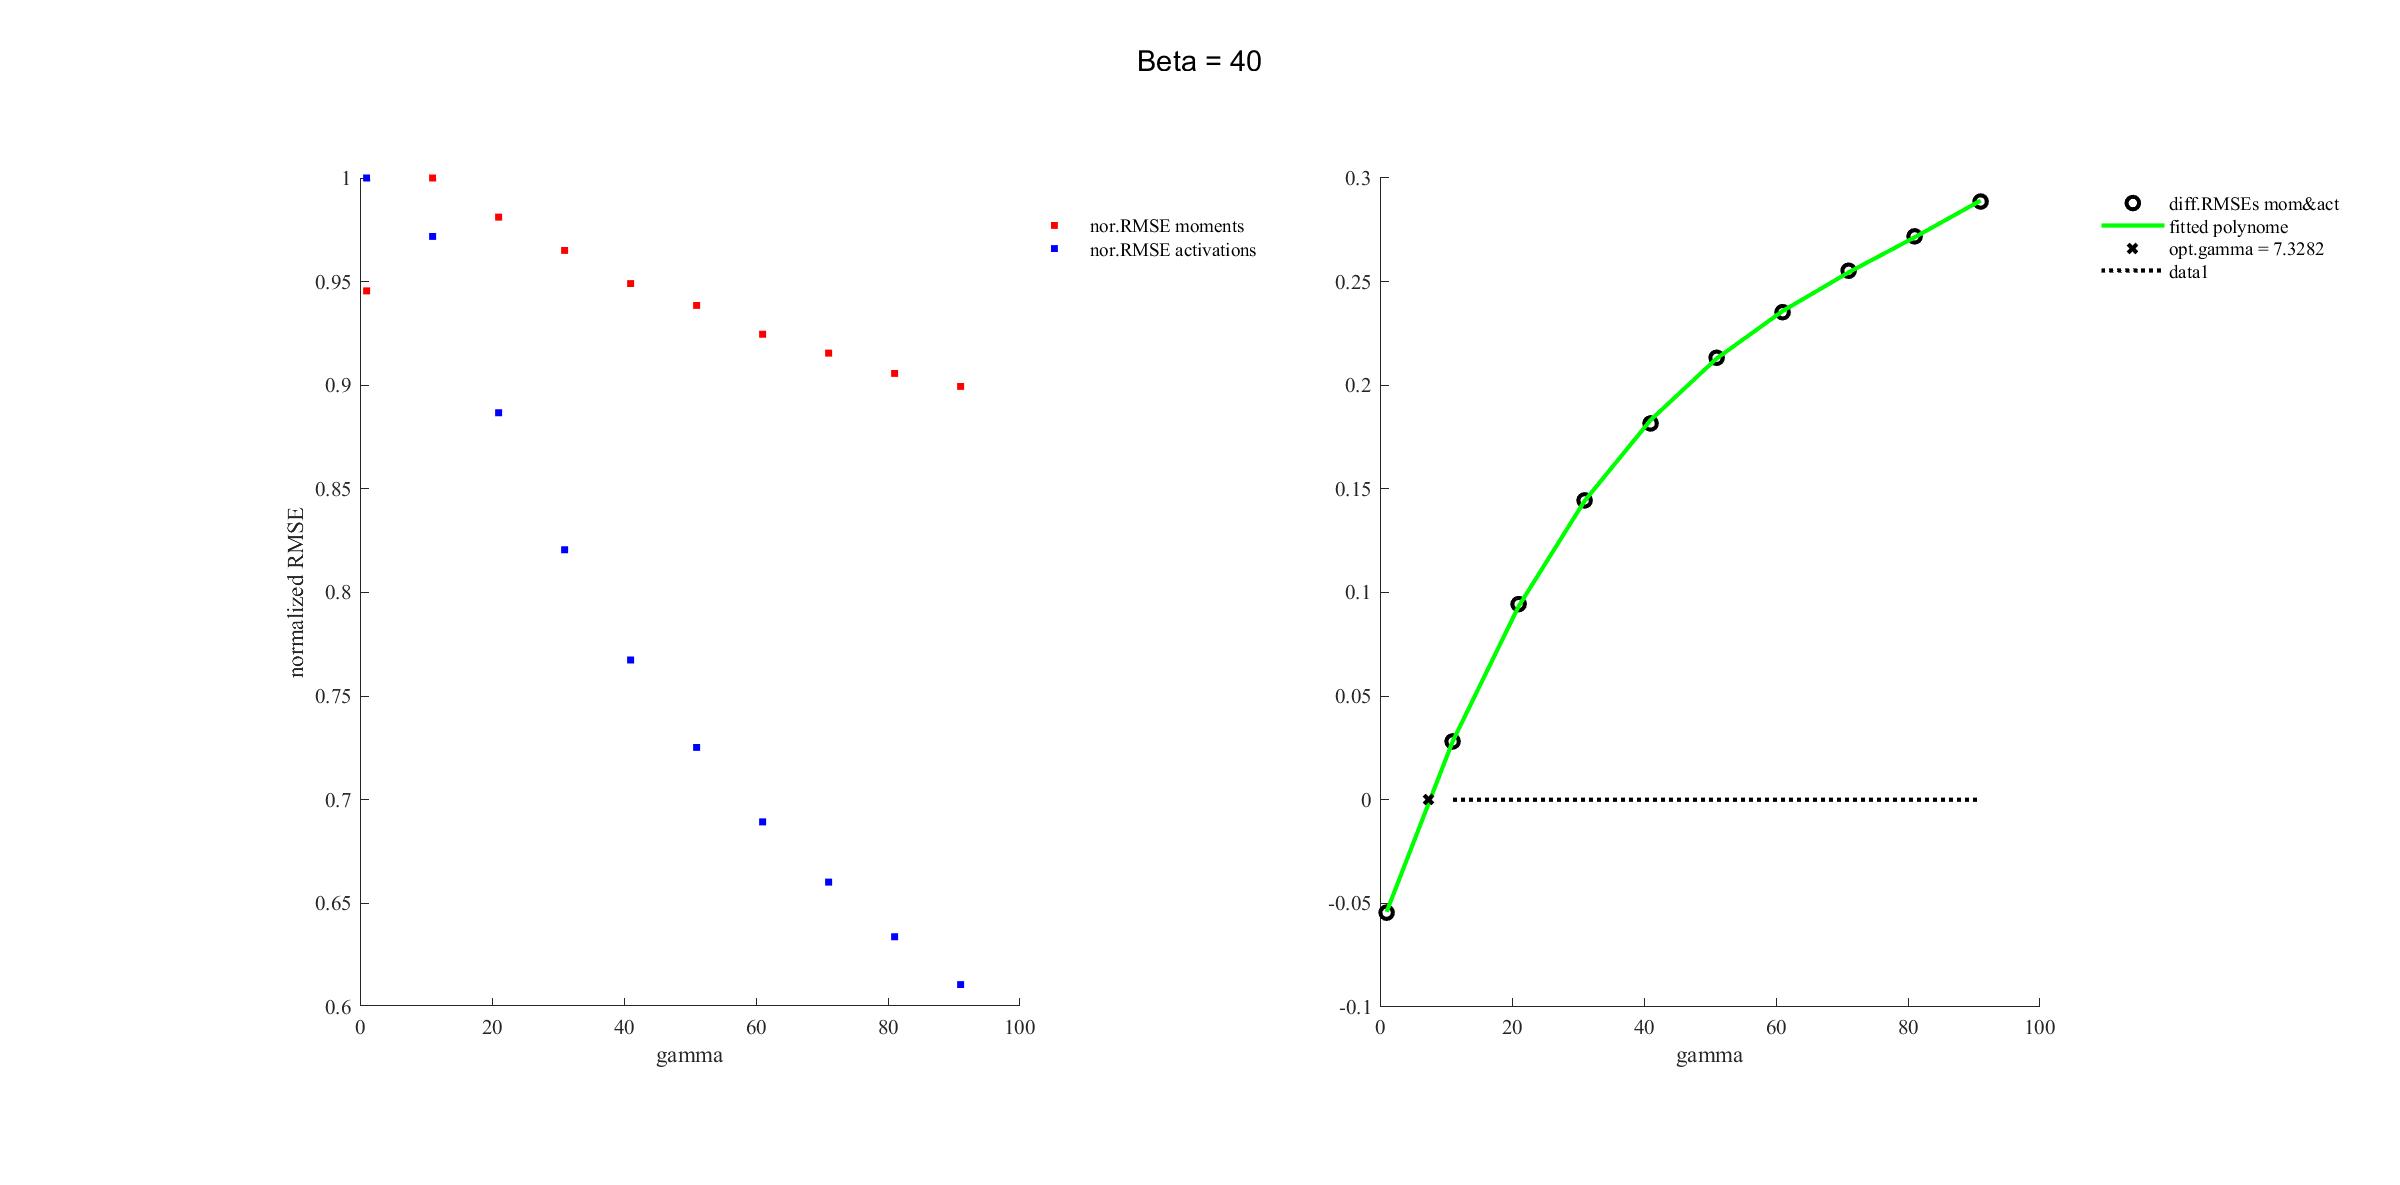 Beta = 40
1
0.95
0.9
0.85
0.8
0.75
0.7
0.65
0.6
normalized RMSE
0 20 40 60 80 100
gamma
nor.RMSE moments
nor.RMSE activations
0.3
0.25
0.2
0.15
0.1
0.05
0
-0.05
-0.1
0 20 40 60 80 100
gamma
diff.RMSEs mom&act
fitted polynome
opt.gamma = 7.3282
data1